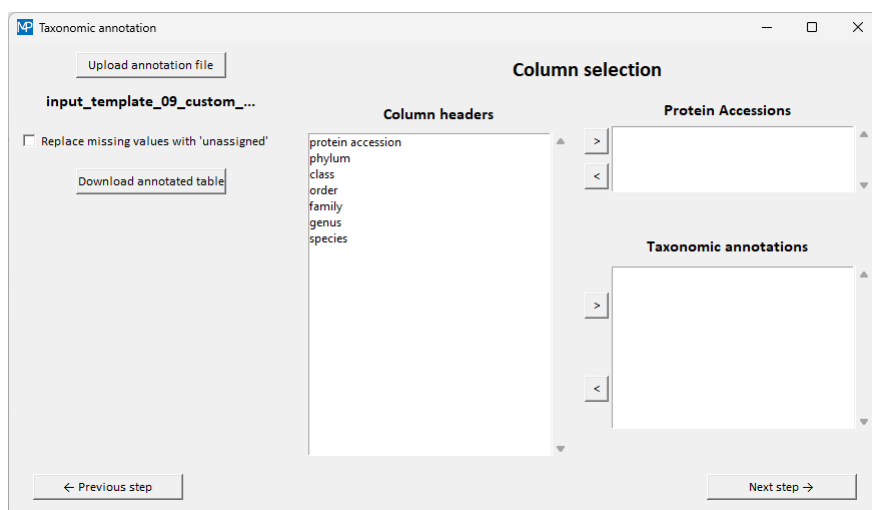 MP Taxonomic annotation
Upload annotation file
input_template_09_custom_...
Replace missing values with 'unassigned'
Download annotated table
Column selection
Column headers
protein accession
phylum
class
order
family
genus
species
>
<
Protein Accessions
Taxonomic annotations
>
<
← Previous step
Next step →